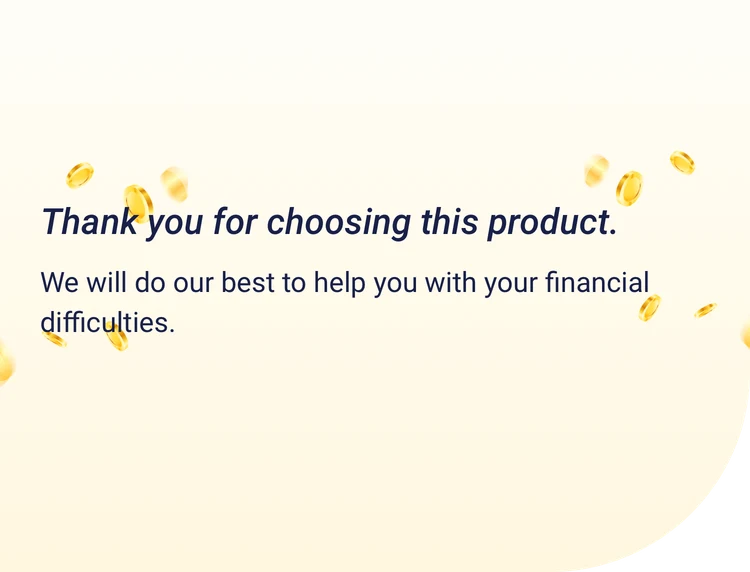 Thank you for choosing this product.
We will do our best to help you with your financial
difficulties.